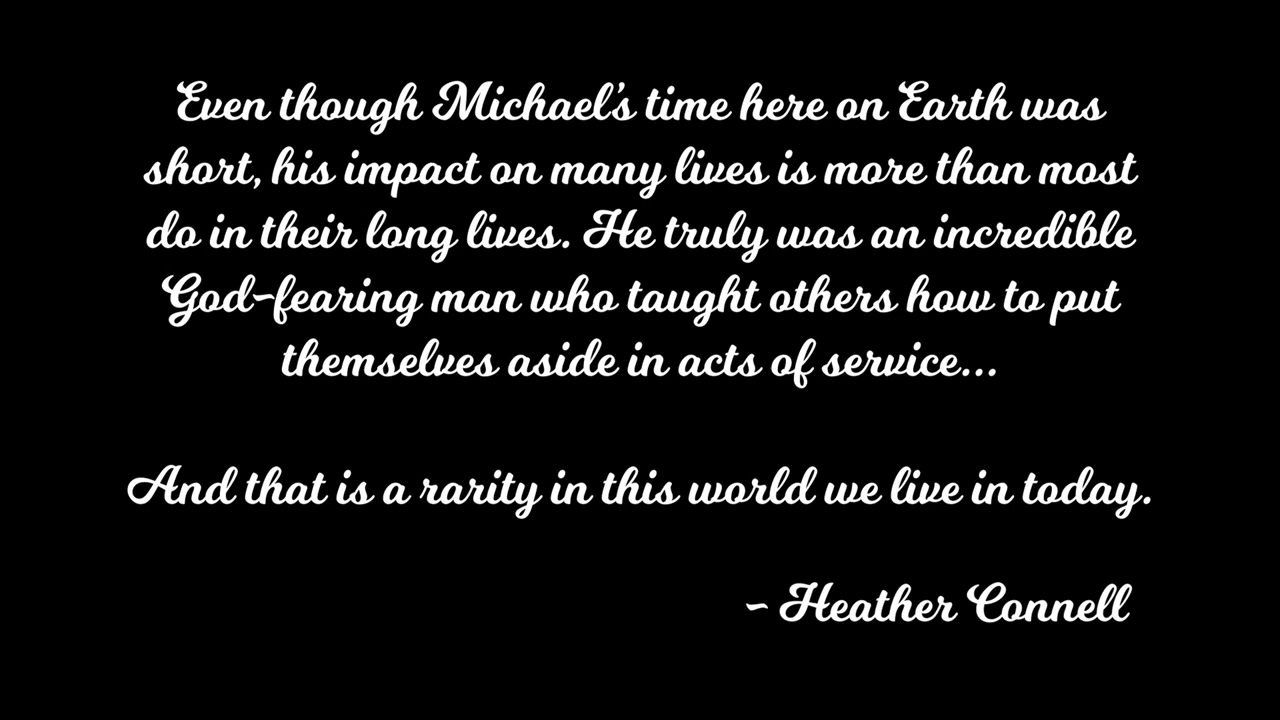 Even though Michael's time here on Earth was
short, his impact on many lives is more than most
do in their long lives. He truly was an incredible
God-fearing man who taught others how to put
themselves aside in acts of service...
And that is a rarity in this world we live in today.
~ Heather Connell